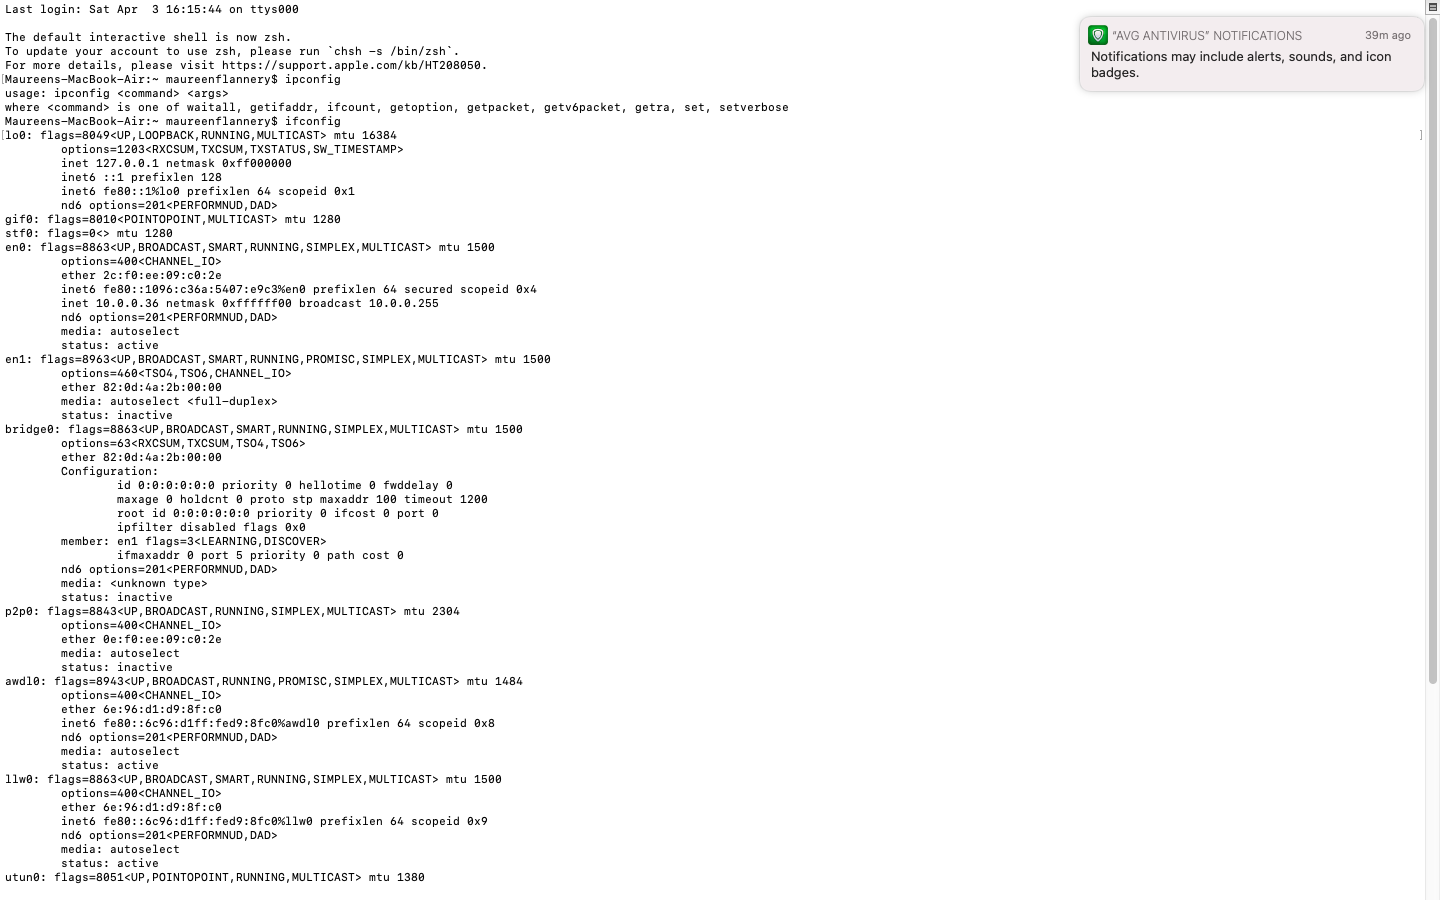 Last login: Sat Apr  3 16:15:44 on ttys000
The default interactive shell is now zsh.
To update your account to use zsh, please run `chsh -s /bin/zsh`.
For more details, please visit https://support.apple.com/kb/HT208050.
[Maureens-MacBook-Air:~ maureenflannery$ ipconfig
usage: ipconfig <command> <args>
where <command> is one of waitall, getifaddr, ifcount, getoption, getpacket, getv6packet, getra, set, setverbose
Maureens-MacBook-Air:~ maureenflannery$ ifconfig
[lo0: flags=8049<UP,LOOPBACK,RUNNING,MULTICAST> mtu 16384 ]
        options=1203<RXCSUM,TXCSUM,TXSTATUS,SW_TIMESTAMP>
        inet 127.0.0.1 netmask 0xff000000
        inet6 ::1 prefixlen 128
        inet6 fe80::1%lo0 prefixlen 64 scopeid 0x1
        nd6 options=201<PERFORMNUD,DAD>
gif0: flags=8010<POINTOPOINT,MULTICAST> mtu 1280
stf0: flags=0<> mtu 1280
en0: flags=8863<UP,BROADCAST,SMART,RUNNING,SIMPLEX,MULTICAST> mtu 1500
        options=400<CHANNEL_IO>
        ether 2c:f0:ee:09:c0:2e
        inet6 fe80::1096:c36a:5407:e9c3%en0 prefixlen 64 secured scopeid 0x4
        inet 10.0.0.36 netmask 0xffffff00 broadcast 10.0.0.255
        nd6 options=201<PERFORMNUD,DAD>
        media: autoselect
        status: active
en1: flags=8963<UP,BROADCAST,SMART,RUNNING,PROMISC,SIMPLEX,MULTICAST> mtu 1500
        options=460<TSO4,TSO6,CHANNEL_IO>
        ether 82:0d:4a:2b:00:00
        media: autoselect <full-duplex>
        status: inactive
bridge0: flags=8863<UP,BROADCAST,SMART,RUNNING,SIMPLEX,MULTICAST> mtu 1500
        options=63<RXCSUM,TXCSUM,TSO4,TSO6>
        ether 82:0d:4a:2b:00:00
        Configuration:
                id 0:0:0:0:0:0 priority 0 hellotime 0 fwddelay 0
                maxage 0 holdcnt 0 proto stp maxaddr 100 timeout 1200
                root id 0:0:0:0:0:0 priority 0 ifcost 0 port 0
                ipfilter disabled flags 0x0
        member: en1 flags=3<LEARNING,DISCOVER>
                ifmaxaddr 0 port 5 priority 0 path cost 0
        nd6 options=201<PERFORMNUD,DAD>
        media: <unknown type>
        status: inactive
p2p0: flags=8843<UP,BROADCAST,RUNNING,SIMPLEX,MULTICAST> mtu 2304
        options=400<CHANNEL_IO>
        ether 0e:f0:ee:09:c0:2e
        media: autoselect
        status: inactive
awdl0: flags=8943<UP,BROADCAST,RUNNING,PROMISC,SIMPLEX,MULTICAST> mtu 1484
        options=400<CHANNEL_IO>
        ether 6e:96:d1:d9:8f:c0
        inet6 fe80::6c96:d1ff:fed9:8fc0%awdl0 prefixlen 64 scopeid 0x8
        nd6 options=201<PERFORMNUD,DAD>
        media: autoselect
        status: active
llw0: flags=8863<UP,BROADCAST,SMART,RUNNING,SIMPLEX,MULTICAST> mtu 1500
        options=400<CHANNEL_IO>
        ether 6e:96:d1:d9:8f:c0
        inet6 fe80::6c96:d1ff:fed9:8fc0%llw0 prefixlen 64 scopeid 0x9
        nd6 options=201<PERFORMNUD,DAD>
        media: autoselect
        status: active
utun0: flags=8051<UP,POINTOPOINT,RUNNING,MULTICAST> mtu 1380
“AVG ANTIVIRUS” NOTIFICATIONS 39m ago
Notifications may include alerts, sounds, and icon
badges.